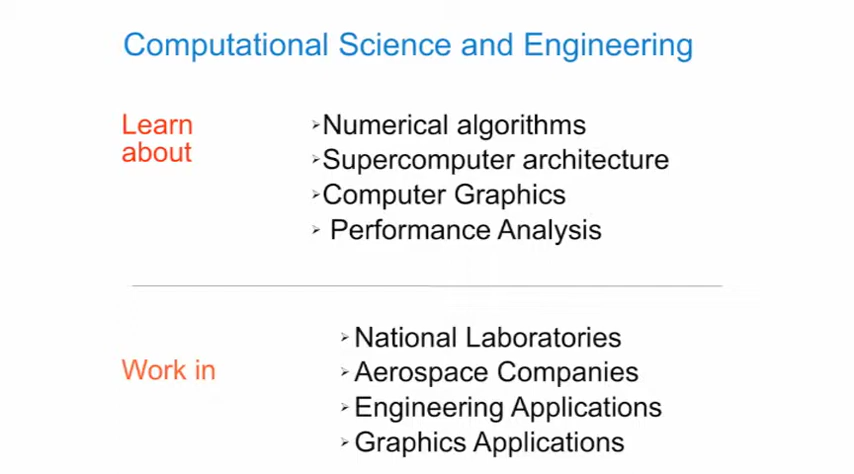 Computational Science and Engineering
Learn
about
➢Numerical algorithms
➢Supercomputer architecture
➢Computer Graphics
➢ Performance Analysis
Work in
➢National Laboratories
➢Aerospace Companies
➢Engineering Applications
➢Graphics Applications